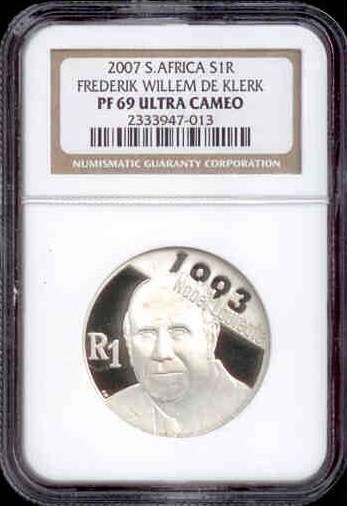 2007 S.AFRICA S1R
FREDERIK WILLEM DE KLERK
PF 69 ULTRA CAMEO
2333947-013
NUMISMATIC GUARANTY CORPORATION
1993
R1